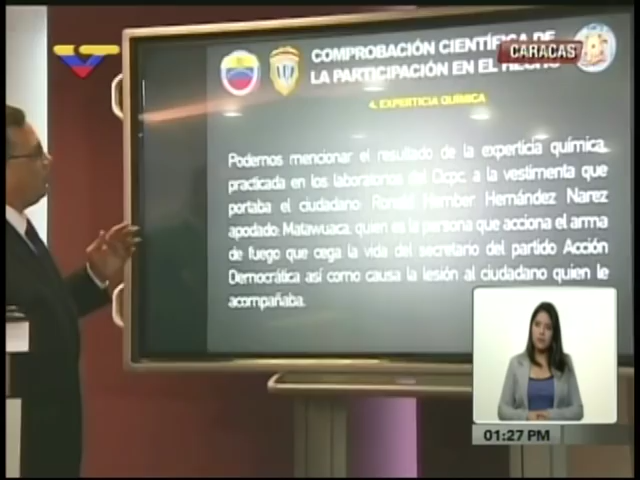 COMPROBACIÓN CIENTÍFICA DE
CARACAS
LA PARTICIPACIÓN EN EL HECHO
4. EXPERTICIA QUÍMICA
Podemos mencionar el resultado de la experticia química,
practicada en los laboratorios del Cicpc, a la vestimenta que
portaba el ciudadano: Ronald Hember Hernández Narez
apodado: Matawuaca, quien es la persona que acciona el arma
de fuego que cega la vida del secretario del partido Acción
Democrática así como causa la lesión al ciudadano quien le
acompañaba.
01:27 PM